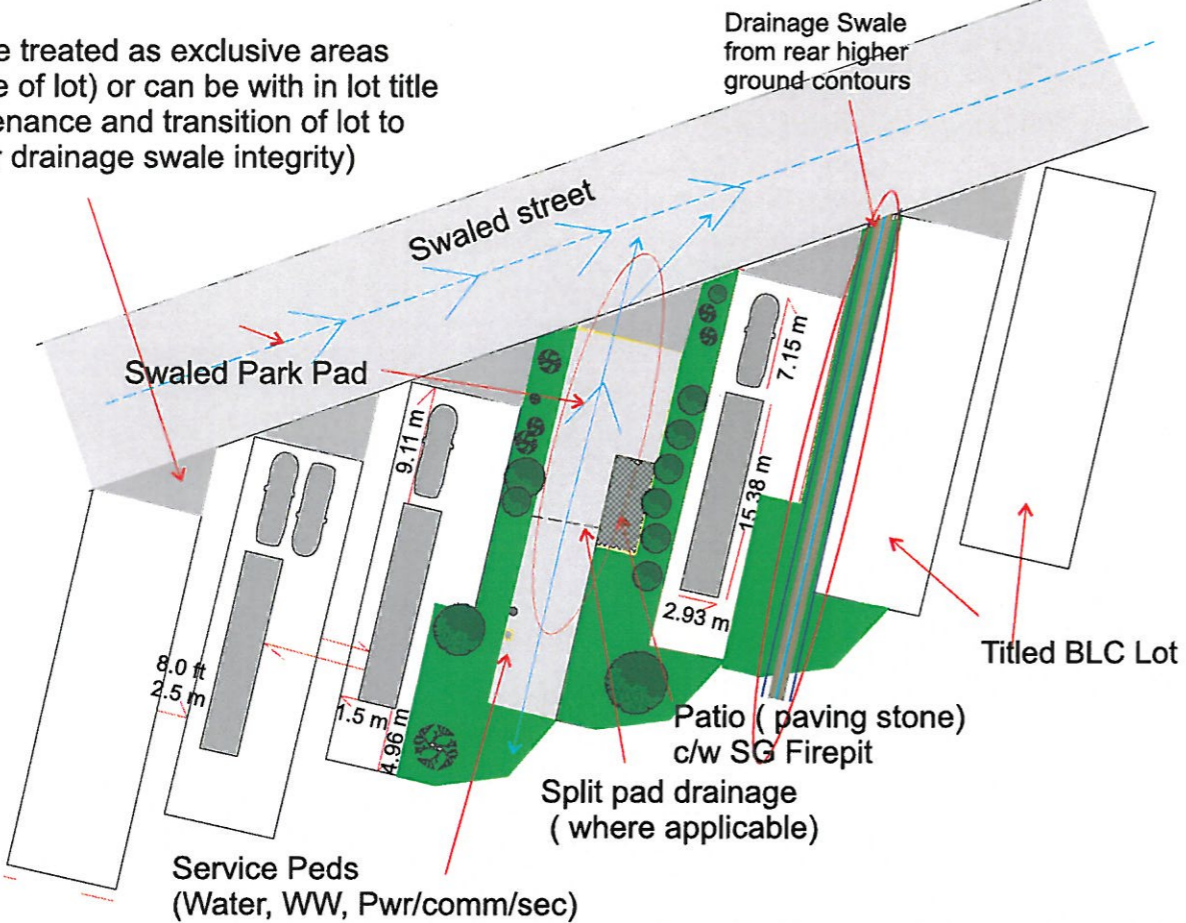 e treated as exclusive areas
e of lot) or can be with in lot title
enance and transition of lot to
r drainage swale integrity)
Drainage Swale
from rear higher
ground contours
Swaled street
Swaled Park Pad
9.11 m
7.15 m
15.38 m
2.93 m
8.0 ft
2.5 m
1.5 m
4.96 m
Titled BLC Lot
Patio ( paving stone)
c/w SG Firepit
Split pad drainage
( where applicable)
Service Peds
(Water, WW, Pwr/comm/sec)